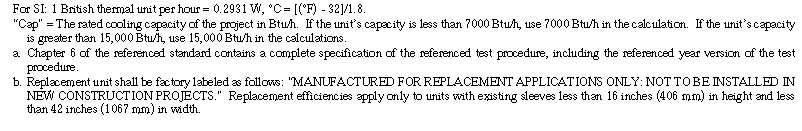 For SI: 1 British thermal unit per hour = 0.2931 W, °C = [(°F) - 32]/1.8.
"Cap" = The rated cooling capacity of the project in Btu/h. If the unit's capacity is less than 7000 Btu/h, use 7000 Btu/h in the calculation. If the unit's capacity
is greater than 15,000 Btu/h, use 15,000 Btu/h in the calculations.
a. Chapter 6 of the referenced standard contains a complete specification of the referenced test procedure, including the referenced year version of the test
procedure.
b. Replacement unit shall be factory labeled as follows: "MANUFACTURED FOR REPLACEMENT APPLICATIONS ONLY: NOT TO BE INSTALLED IN
NEW CONSTRUCTION PROJECTS." Replacement efficiencies apply only to units with existing sleeves less than 16 inches (406 mm) in height and less
than 42 inches (1067 mm) in width.